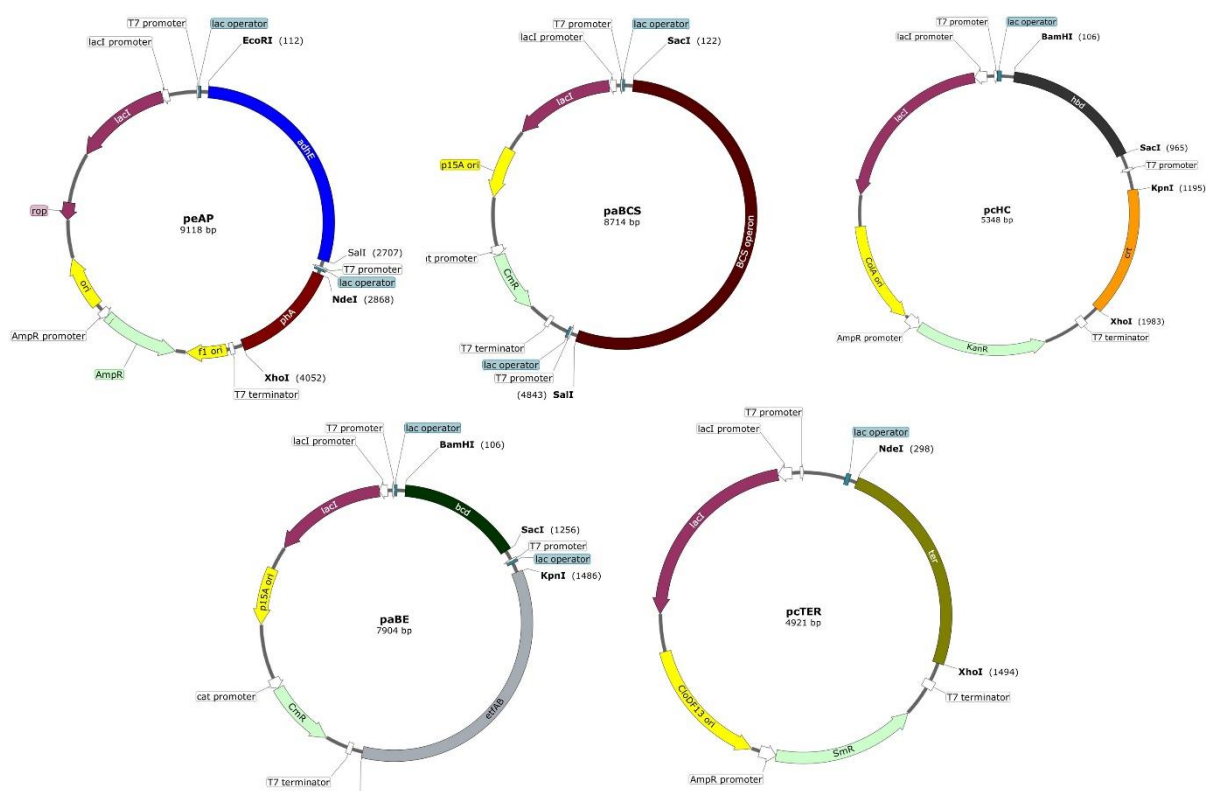 T7 promoter
lac operator
lacI promoter
EcoRI (112)
lacI
adhE
rop
peAP
9118 bp
SalI (2707)
T7 promoter
lac operator
NdeI (2868)
ori
phA
AmpR promoter
f1 ori
AmpR
XhoI (4052)
T7 terminator
T7 promoter
lac operator
lacI promoter
SacI (122)
lacI
p15A ori
paBCS
8714 bp
BCS operon
t promoter
CmR
T7 terminator
lac operator
T7 promoter
(4843) SalI
T7 promoter
lac operator
lacI promoter
BamHI (106)
lacI
hbd
SacI (965)
T7 promoter
KpnI (1195)
pcHC
5348 bp
ColA ori
crt
AmpR promoter
XhoI (1983)
KanR
T7 terminator
T7 promoter
lac operator
lacI promoter
BamHI (106)
lacI
bcd
SacI (1256)
T7 promoter
lac operator
KpnI (1486)
p15A ori
paBE
7904 bp
cat promoter
CmR
etfAB
T7 terminator
T7 promoter
lacI promoter
lac operator
NdeI (298)
lacI
ter
pcTER
4921 bp
XhoI (1494)
CloDF13 ori
T7 terminator
SmR
AmpR promoter